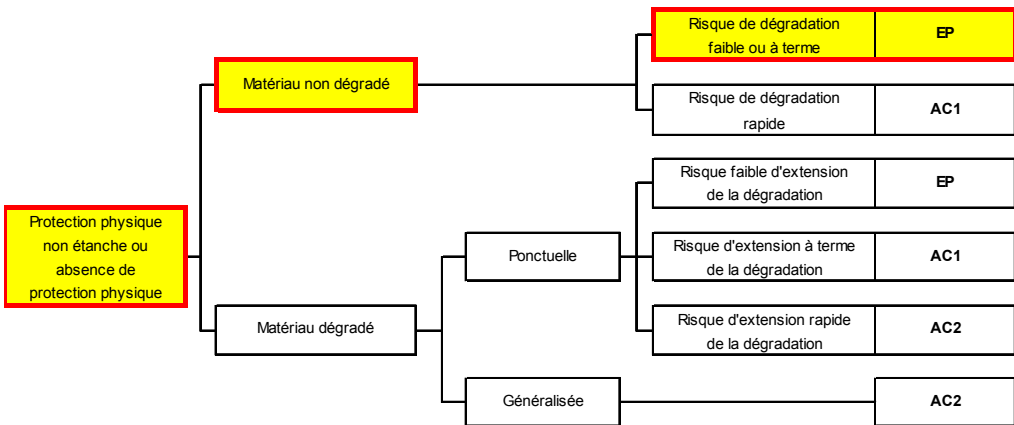 Risque de dégradation
faible ou à terme
EP
Matériau non dégradé
Risque de dégradation
rapide
AC1
Risque faible d'extension
de la dégradation
EP
Protection physique
non étanche ou
absence de
protection physique
Ponctuelle
Risque d'extension à terme
de la dégradation
AC1
Matériau dégradé
Risque d'extension rapide
de la dégradation
AC2
Généralisée
AC2